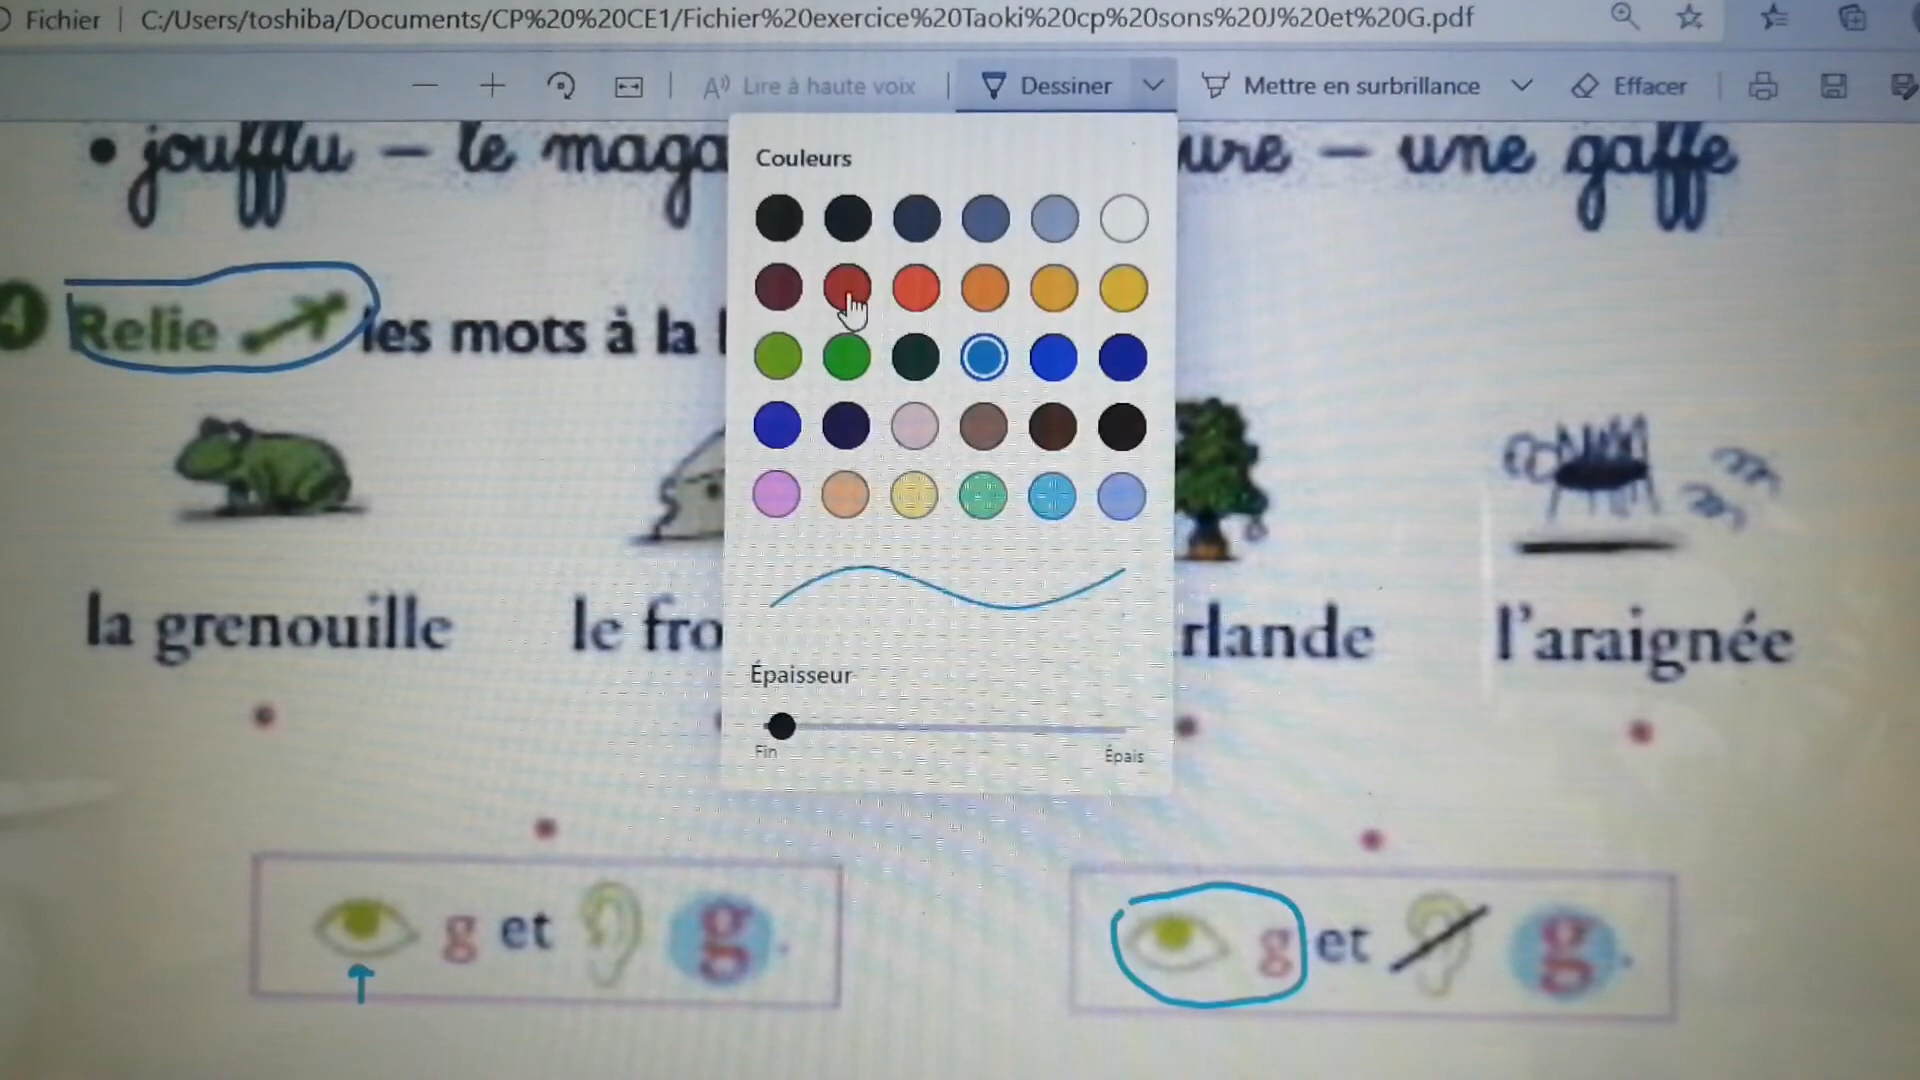 Fichier | C:/Users/toshiba/Documents/CP%20%20CE1/Fichier%20exercice%20Taoki%20cp%20sons%20J%20et%20G.pdf
Lire à haute voix | Dessiner Mettre en surbrillance Effacer
• joufflu – le maga ure – une gaffe
Couleurs
4 Relie les mots à la l
la grenouille le fro rlande l'araignée
Épaisseur
Fin Épais
g et g. g et g.